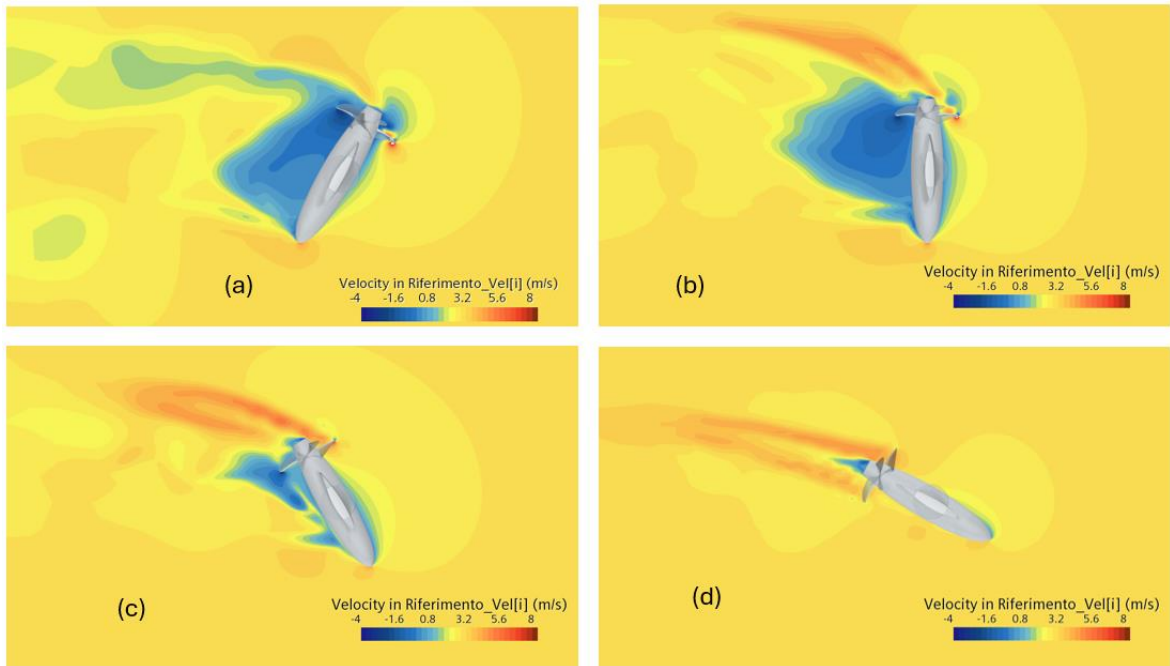 (a)
Velocity in Riferimento_Vel[i] (m/s)
-4 -1.6 0.8 3.2 5.6 8
(b)
Velocity in Riferimento_Vel[i] (m/s)
-4 -1.6 0.8 3.2 5.6 8
(c)
Velocity in Riferimento_Vel[i] (m/s)
-4 -1.6 0.8 3.2 5.6 8
(d)
Velocity in Riferimento_Vel[i] (m/s)
-4 -1.6 0.8 3.2 5.6 8